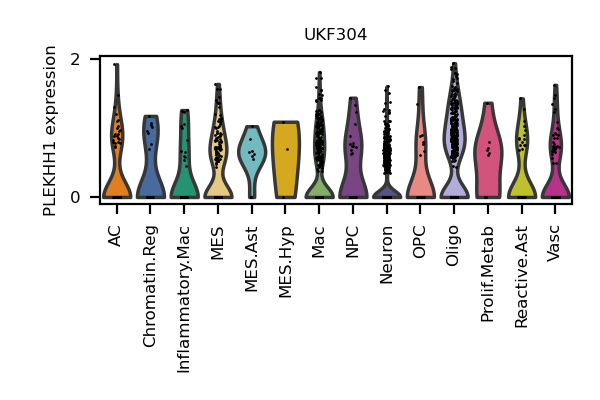 UKF304
PLEKHH1 expression
2
0
AC
Chromatin.Reg
Inflammatory.Mac
MES
MES.Ast
MES.Hyp
Mac
NPC
Neuron
OPC
Oligo
Prolif.Metab
Reactive.Ast
Vasc